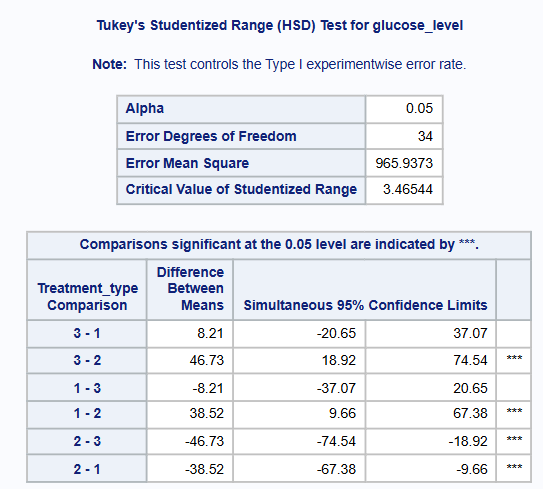 Tukey's Studentized Range (HSD) Test for glucose_level
Note: This test controls the Type I experimentwise error rate.
Alpha 0.05
Error Degrees of Freedom 34
Error Mean Square 965.9373
Critical Value of Studentized Range 3.46544
Comparisons significant at the 0.05 level are indicated by ***.
Treatment_type Comparison Difference Between Means Simultaneous 95% Confidence Limits
3 - 1 8.21 -20.65 37.07
3 - 2 46.73 18.92 74.54 ***
1 - 3 -8.21 -37.07 20.65
1 - 2 38.52 9.66 67.38 ***
2 - 3 -46.73 -74.54 -18.92 ***
2 - 1 -38.52 -67.38 -9.66 ***